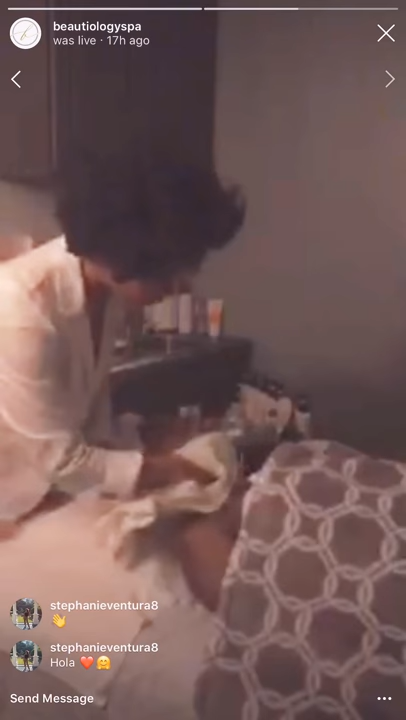 beautiologyspa
was live · 17h ago
stephanieventura8
👋
stephanieventura8
Hola ❤️🤗
Send Message